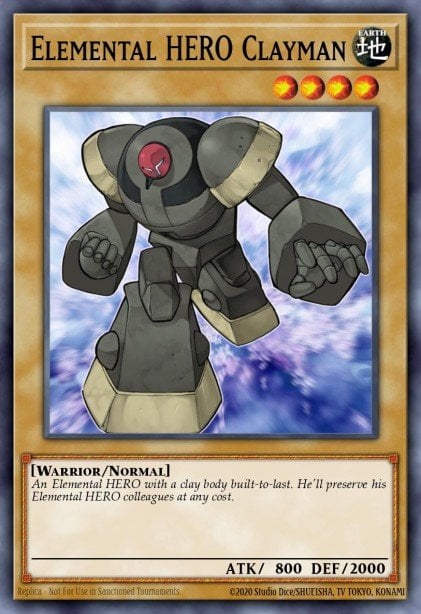 ELEMENTAL HERO CLAYMAN
EARTH
地
[WARRIOR/NORMAL]
An Elemental HERO with a clay body built-to-last. He'll preserve his
Elemental HERO colleagues at any cost.
ATK/ 800 DEF/2000
Replica - Not For Use in Sanctioned Tournaments
©2020 Studio Dice/SHUEISHA, TV TOKYO, KONAMI